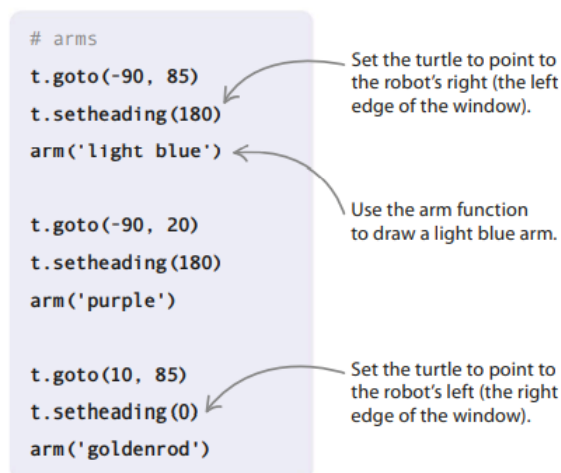 # arms
t.goto(-90, 85)
t.setheading(180)
arm('light blue')
t.goto(-90, 20)
t.setheading(180)
arm('purple')
t.goto(10, 85)
t.setheading(0)
arm('goldenrod')
Set the turtle to point to
the robot's right (the left
edge of the window).
Use the arm function
to draw a light blue arm.
Set the turtle to point to
the robot's left (the right
edge of the window).